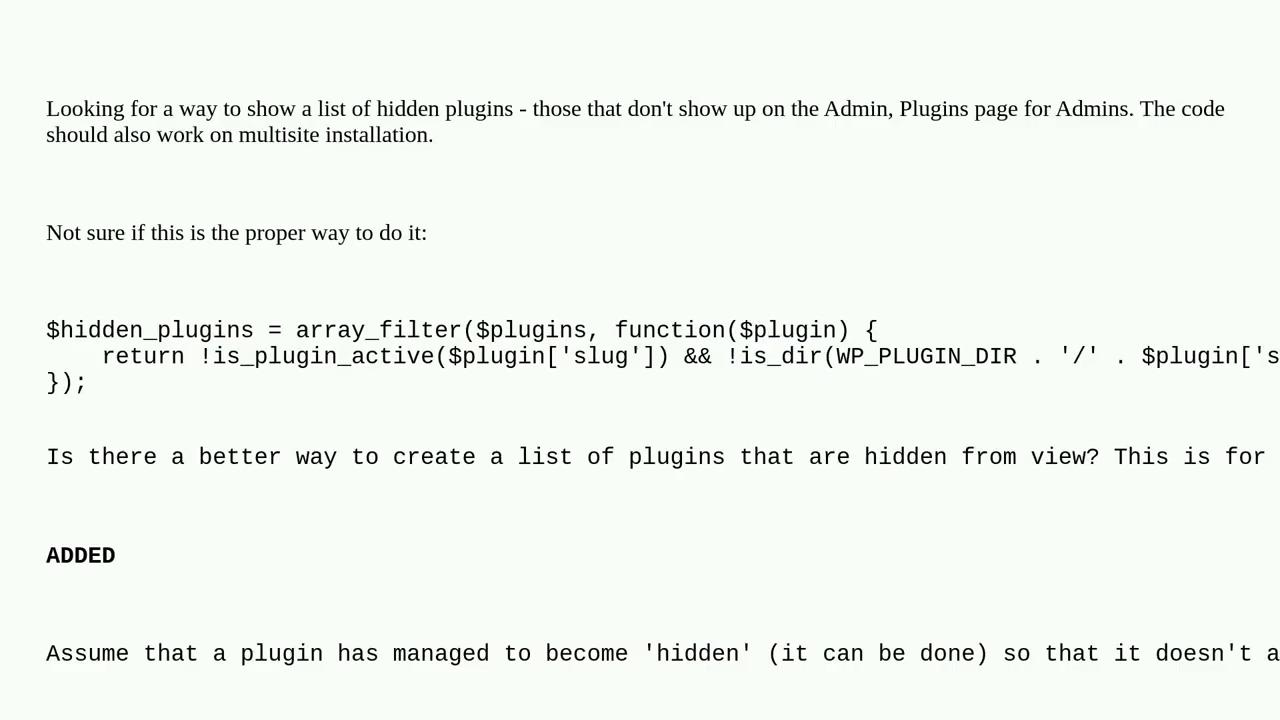 Looking for a way to show a list of hidden plugins - those that don't show up on the Admin, Plugins page for Admins. The code
should also work on multisite installation.
Not sure if this is the proper way to do it:
$hidden_plugins = array_filter($plugins, function($plugin) {
    return !is_plugin_active($plugin['slug']) && !is_dir(WP_PLUGIN_DIR . '/' . $plugin['s
});
Is there a better way to create a list of plugins that are hidden from view? This is for
ADDED
Assume that a plugin has managed to become 'hidden' (it can be done) so that it doesn't a